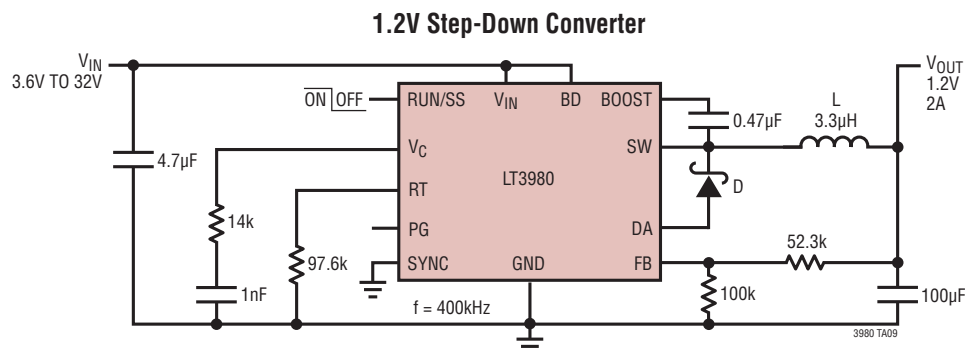 1.2V Step-Down Converter
VIN
3.6V TO 32V
VOUT
1.2V
2A
ON OFF
RUN/SS
VIN
BD
BOOST
0.47µF
L
3.3µH
4.7µF
VC
SW
LT3980
D
RT
14k
PG
DA
97.6k
52.3k
SYNC
GND
FB
1nF
f = 400kHz
100k
100µF
3980 TA09